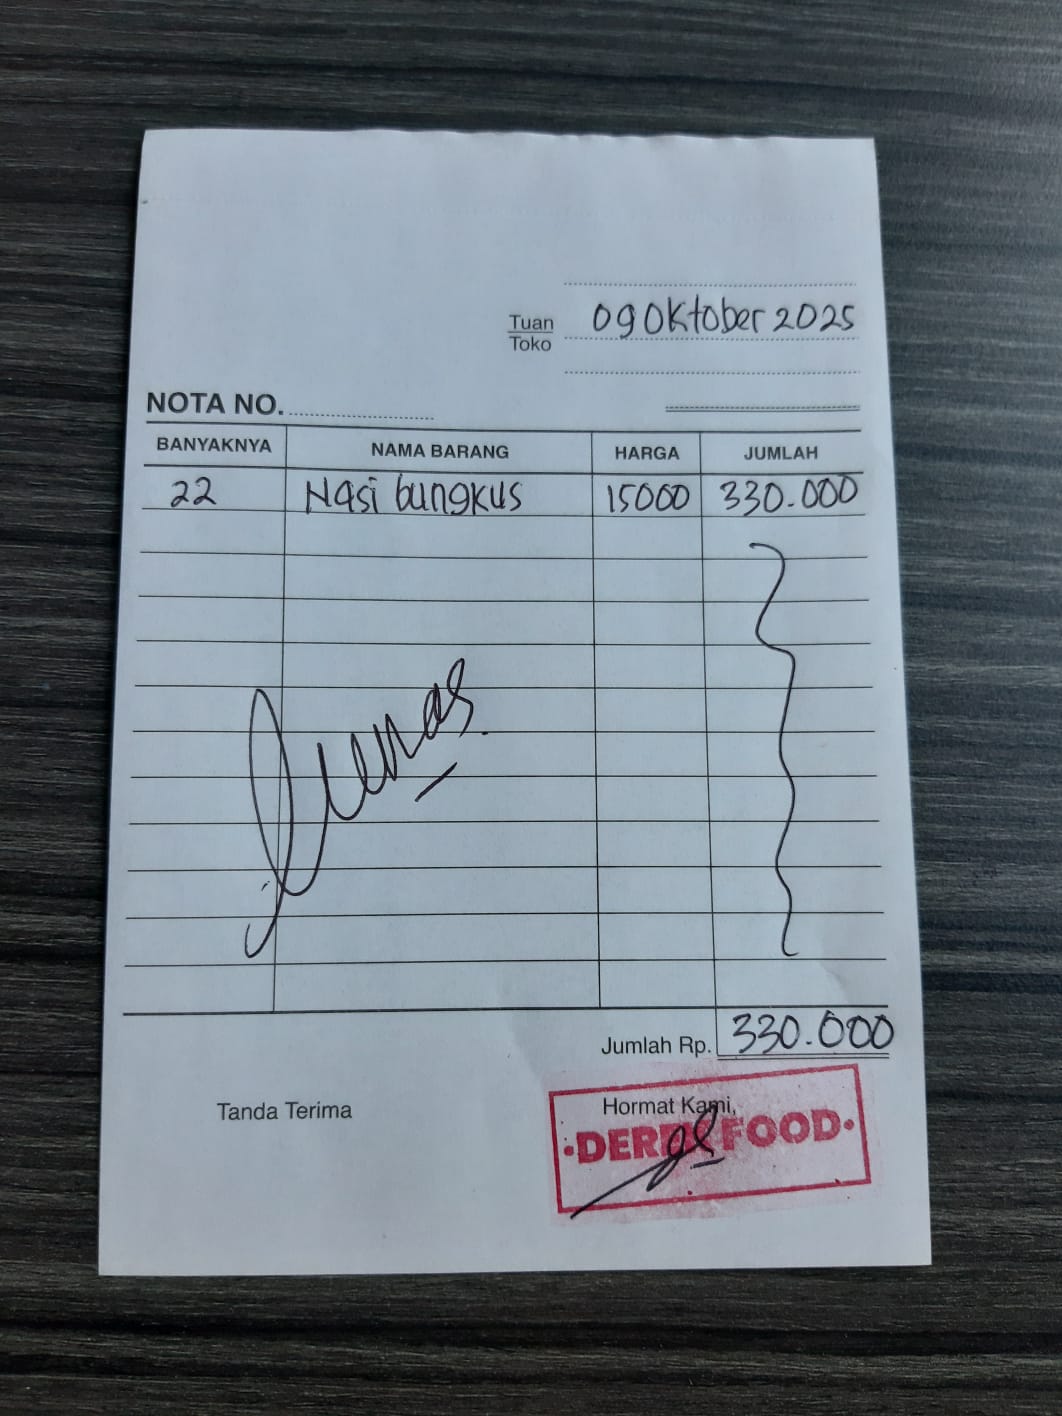 Tuan
Toko
09 Oktober 2025
NOTA NO.
BANYAKNYA NAMA BARANG HARGA JUMLAH
22 Nasi bungkus 15000 330.000
Lunas
Jumlah Rp. 330.000
Tanda Terima Hormat Kami,
FOOD